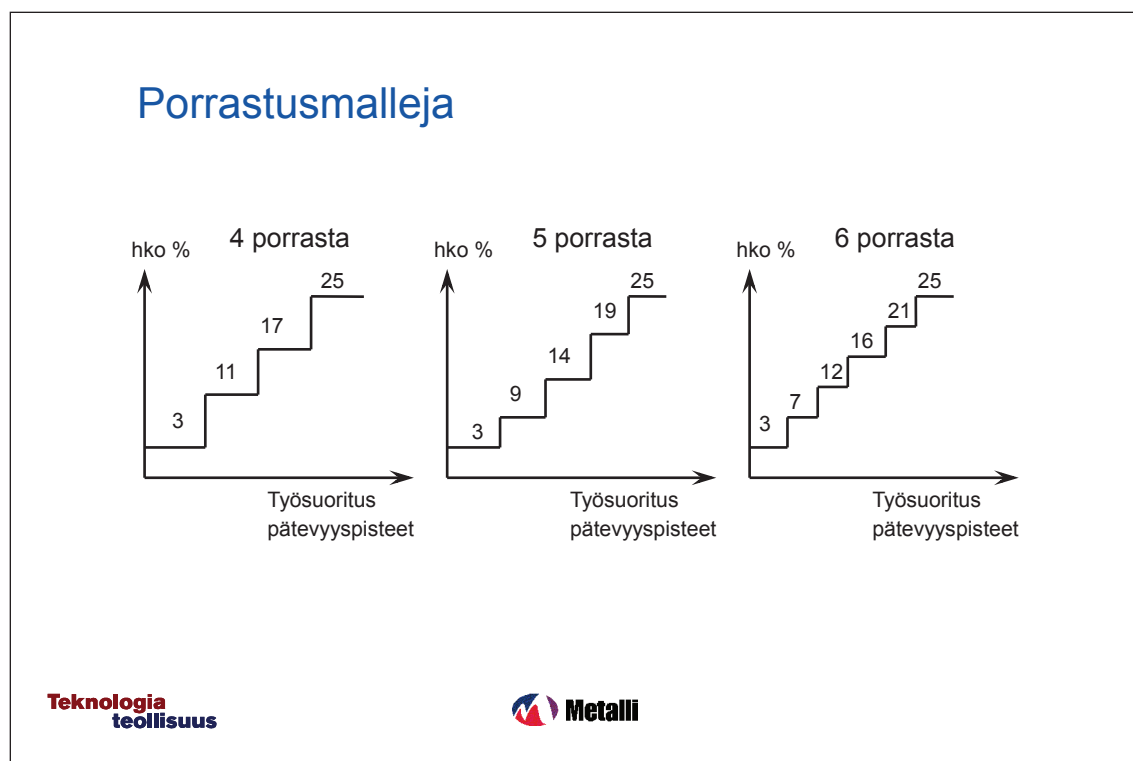 Porrastusmalleja
4 porrasta
hko %
25
17
11
3
Työsuoritus
pätevyyspisteet
5 porrasta
hko %
25
19
14
9
3
Työsuoritus
pätevyyspisteet
6 porrasta
hko %
25
21
16
12
7
3
Työsuoritus
pätevyyspisteet
Teknologia
teollisuus
Metalli